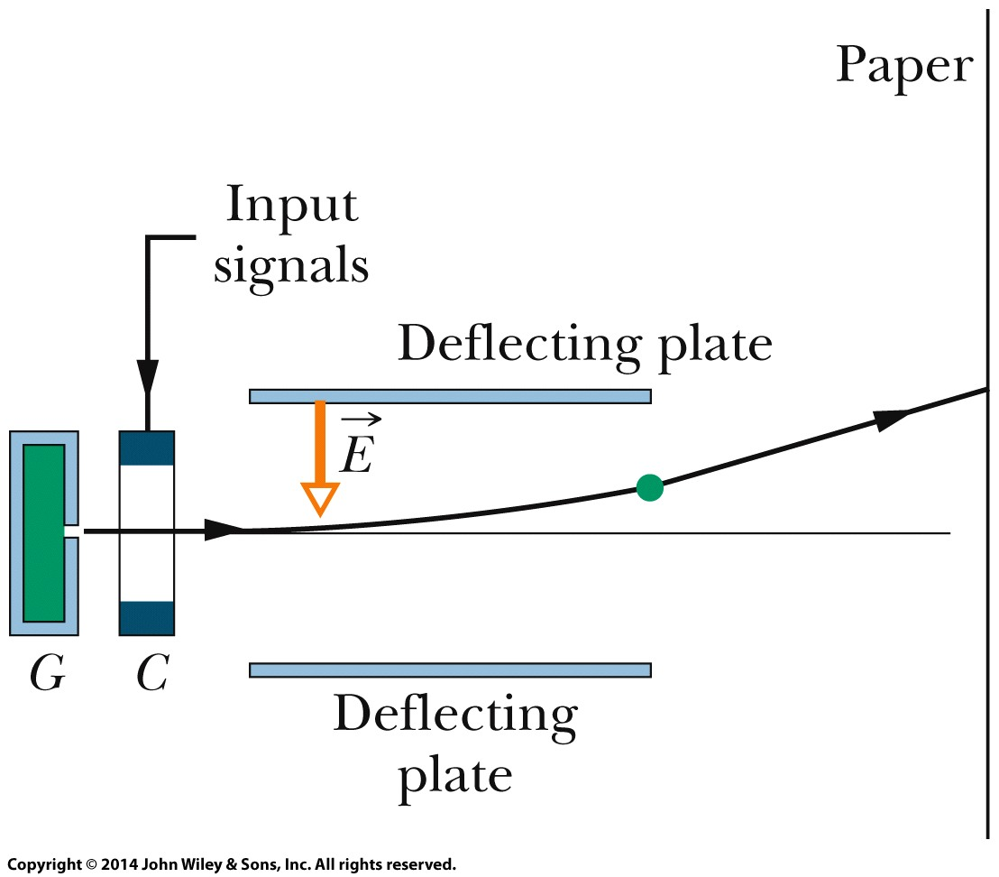 Paper
Input
signals
Deflecting plate
E
G
C
Deflecting
plate
Copyright © 2014 John Wiley & Sons, Inc. All rights reserved.